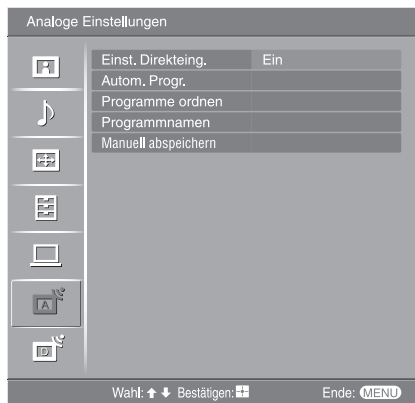 Analoge Einstellungen
Einst. Direkteing. Ein
Autom. Progr.
Programme ordnen
Programmnamen
Manuell abspeichern
A
D
Wahl: Bestätigen: Ende: MENU